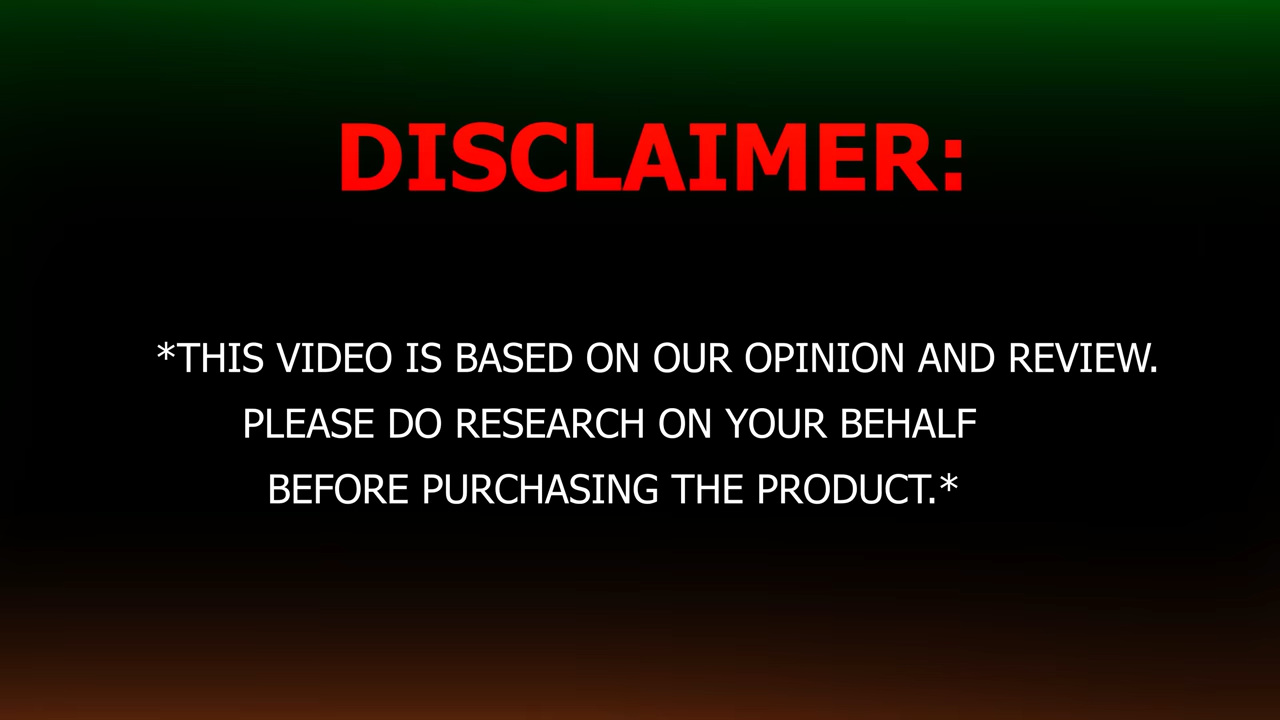 DISCLAIMER:
*THIS VIDEO IS BASED ON OUR OPINION AND REVIEW.
PLEASE DO RESEARCH ON YOUR BEHALF
BEFORE PURCHASING THE PRODUCT.*